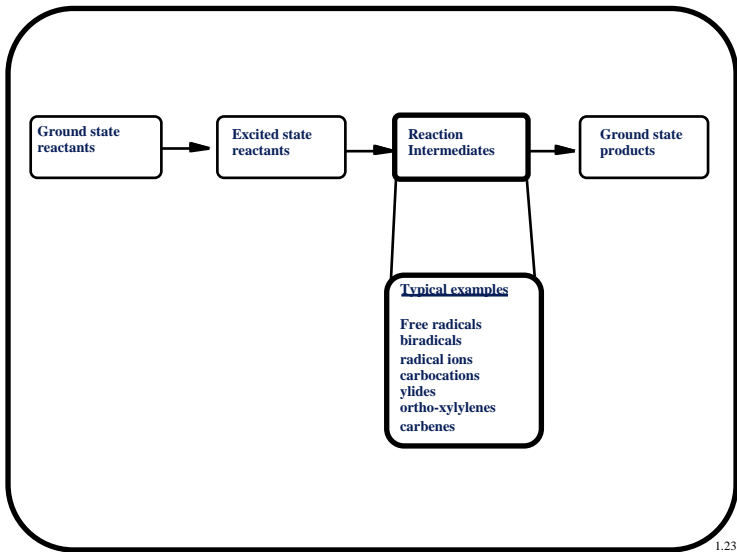 Ground state
reactants
Excited state
reactants
Reaction
Intermediates
Ground state
products
Typical examples
Free radicals
biradicals
radical ions
carbocations
ylides
ortho-xylylenes
carbenes
1.23